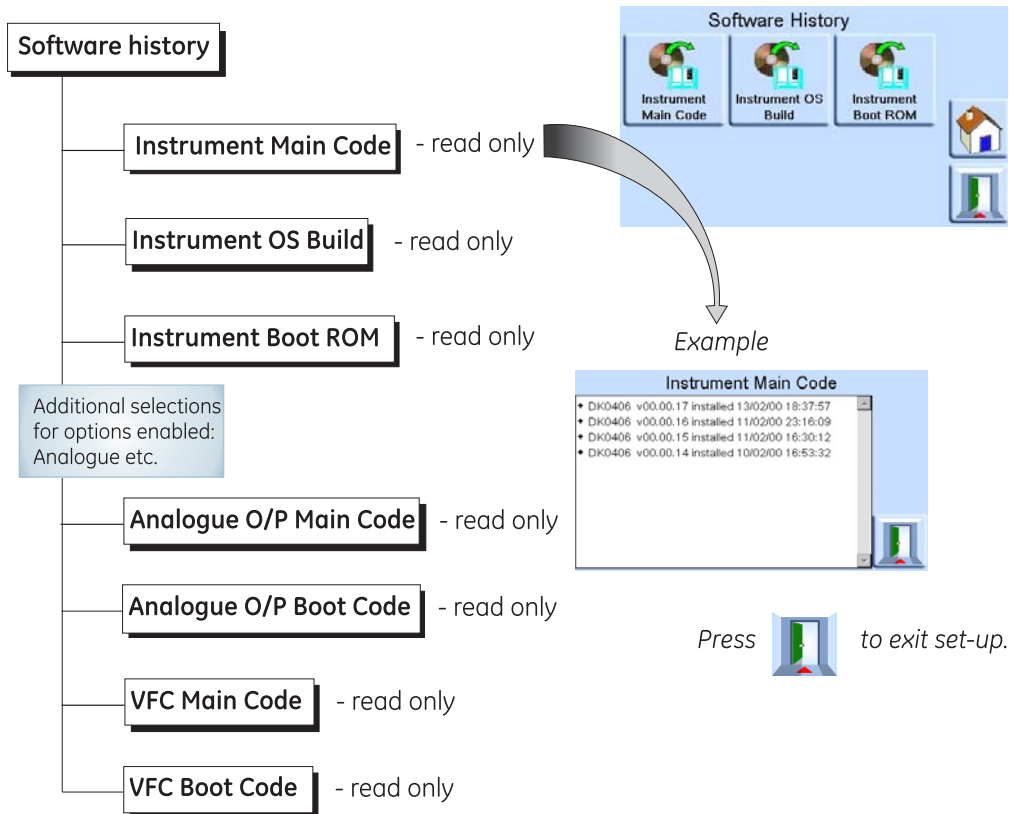 Software history
Instrument Main Code - read only
Instrument OS Build - read only
Instrument Boot ROM - read only
Additional selections
for options enabled:
Analogue etc.
Analogue O/P Main Code - read only
Analogue O/P Boot Code - read only
VFC Main Code - read only
VFC Boot Code - read only
Software History
Instrument
Main Code
Instrument OS
Build
Instrument
Boot ROM
Example
Instrument Main Code
DK0406 v00.00.17 installed 13/02/00 18:37:57
DK0406 v00.00.16 installed 11/02/00 23:16:09
DK0406 v00.00.15 installed 11/02/00 16:30:12
DK0406 v00.00.14 installed 10/02/00 16:53:32
Press to exit set-up.